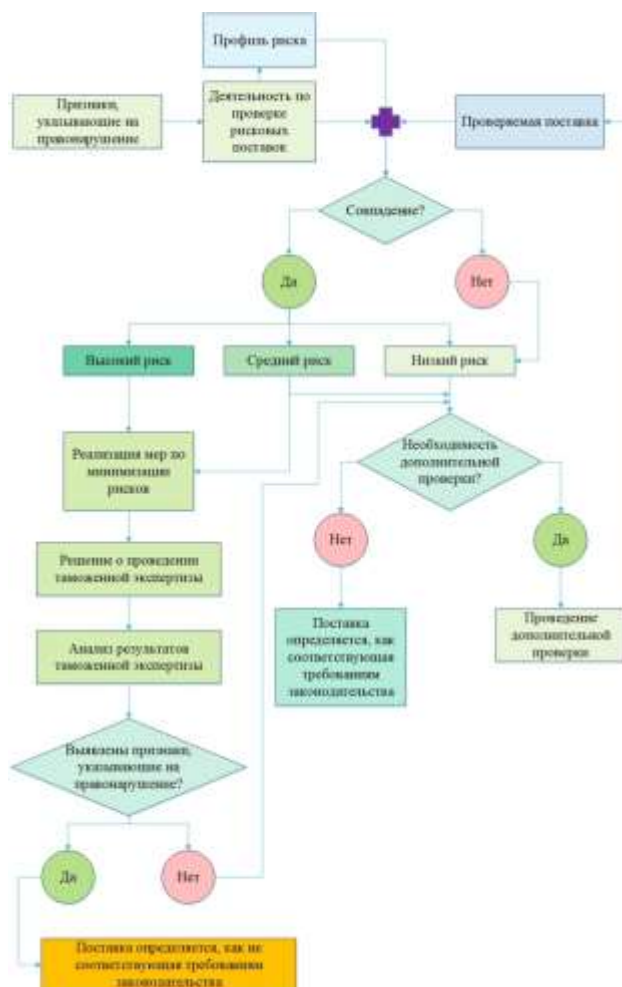 Профиль риска
Признаки,
указывающие на
правонарушение
Деятельность по
проверке
рисковых
поставок
Проверяемая поставка
Совпадение?
Да
Нет
Высокий риск
Средний риск
Низкий риск
Реализация мер по
минимизации
рисков
Необходимость
дополнительной
проверки?
Нет
Да
Решение о проведении
таможенной экспертизы
Поставка
определяется, как
соответствующая
требованиям
законодательства
Проведение
дополнительной
проверки
Анализ результатов
таможенной экспертизы
Выявлены признаки,
указывающие на
правонарушение?
Да
Нет
Поставка определяется, как не
соответствующая требованиям
законодательства